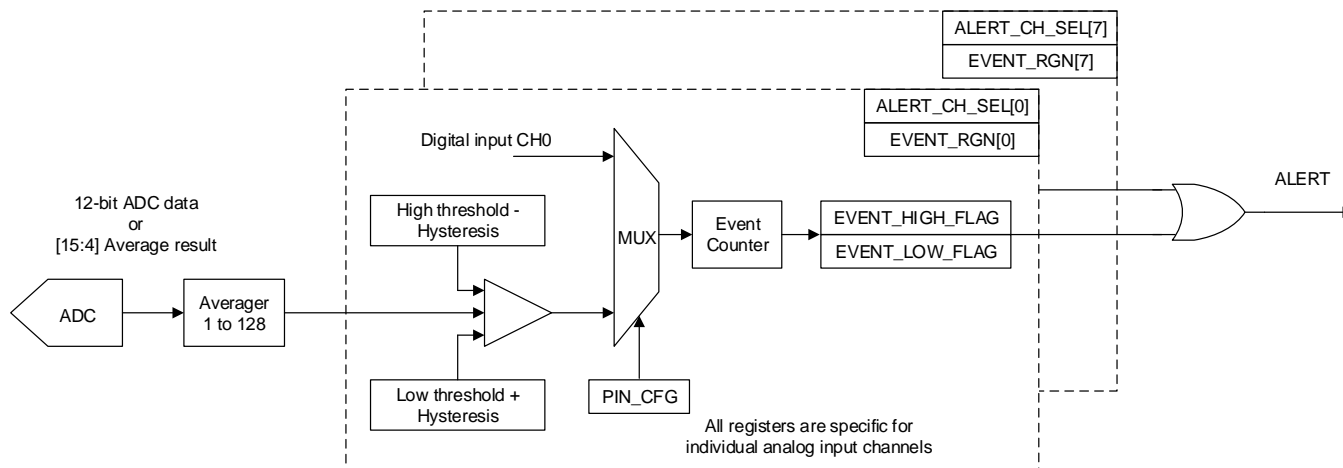 ALERT_CH_SEL[7]
EVENT_RGN[7]
ALERT_CH_SEL[0]
EVENT_RGN[0]
Digital input CH0
ALERT
12-bit ADC data
or
[15:4] Average result
High threshold -
Hysteresis
MUX
Event
Counter
EVENT_HIGH_FLAG
EVENT_LOW_FLAG
ADC
Averager
1 to 128
Low threshold +
Hysteresis
PIN_CFG
All registers are specific for
individual analog input channels